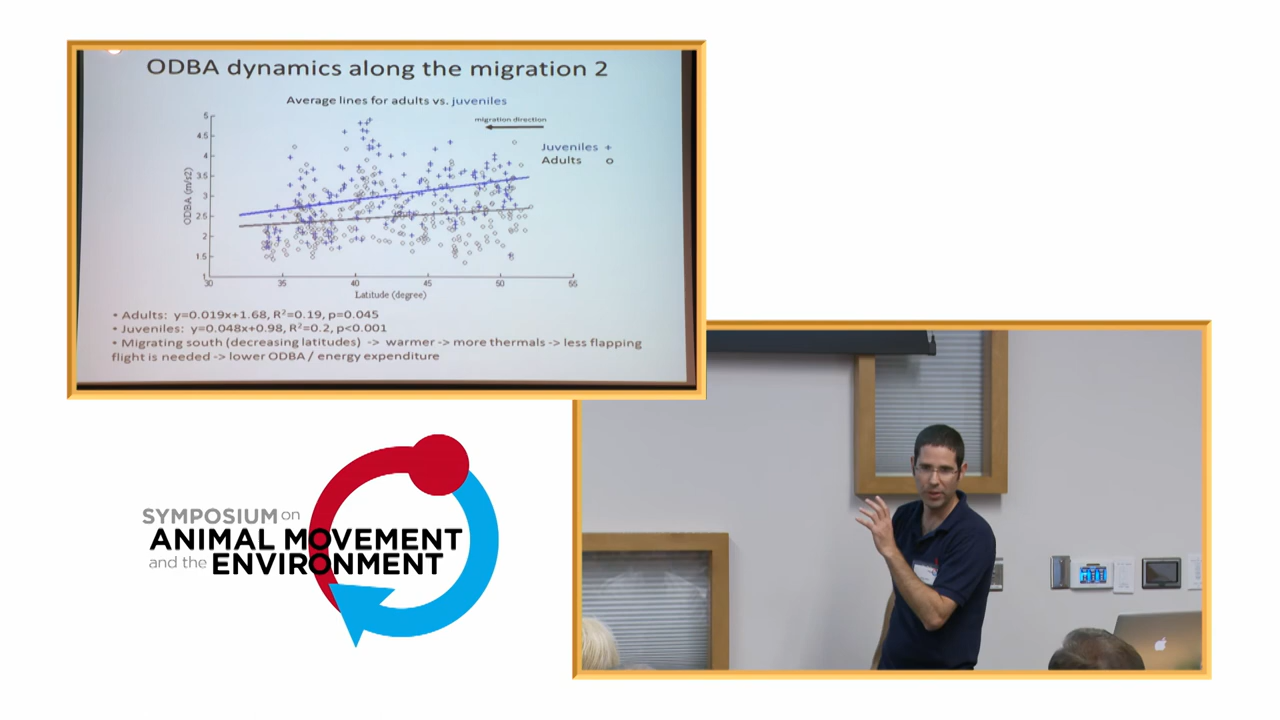 ODBA dynamics along the migration 2
Average lines for adults vs. juveniles
migration direction
Juveniles +
Adults o
ODBA (m/s2)
5
4.5
4
3.5
3
2.5
2
1.5
1
30 35 40 45 50 55
Latitude (degree)
• Adults: y=0.019x+1.68, R²=0.19, p=0.045
• Juveniles: y=0.048x+0.98, R²=0.2, p<0.001
• Migrating south (decreasing latitudes) -> warmer -> more thermals -> less flapping
flight is needed -> lower ODBA / energy expenditure
SYMPOSIUM on
ANIMAL MOVEMENT
and the ENVIRONMENT